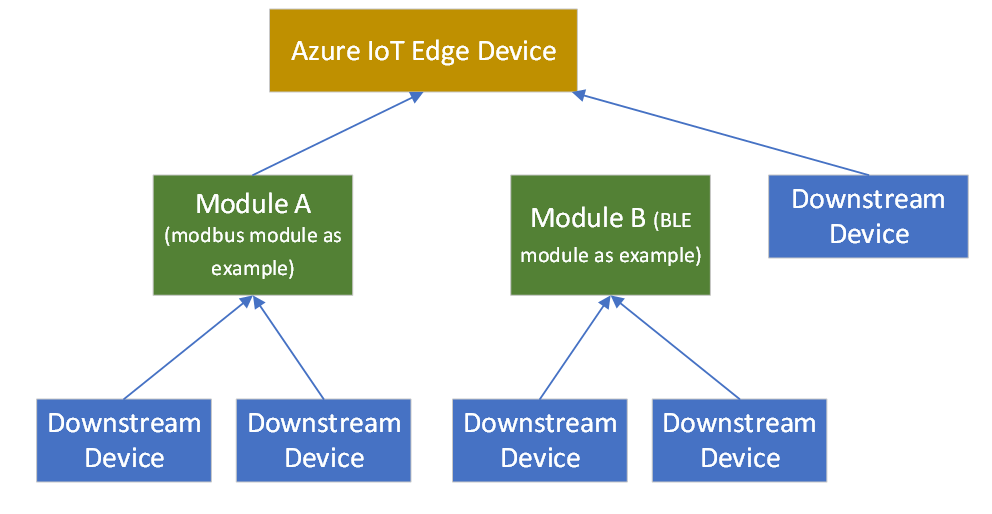 Azure IoT Edge Device
Module A
(modbus module as
example)
Module B (BLE
module as example)
Downstream
Device
Downstream
Device
Downstream
Device
Downstream
Device
Downstream
Device